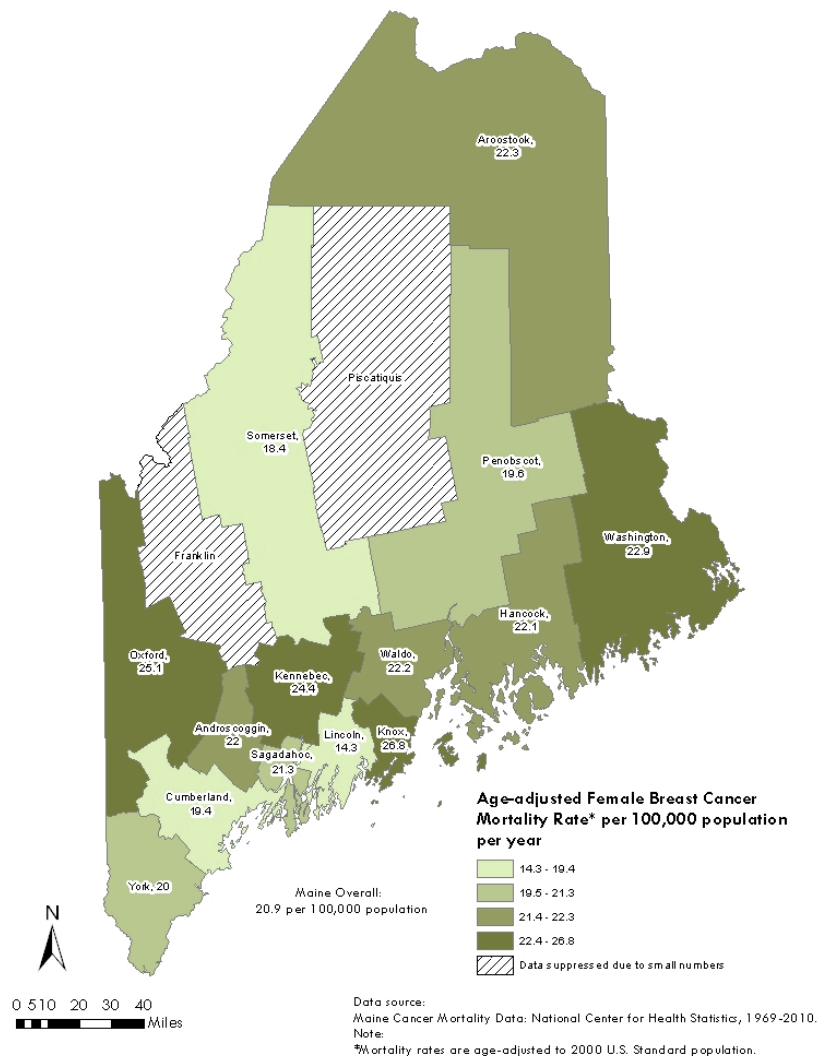 Aroostook,
22.3
Piscatiquis
Somerset,
18.4
Penobscot,
19.6
Washington,
22.9
Franklin
Hancock,
22.1
Oxford,
25.1
Waldo,
22.2
Kennebec,
24.4
Androscoggin,
22
Lincoln,
14.3
Knox,
26.8
Sagadahoc,
21.3
Cumberland,
19.4
York, 20
Maine Overall:
20.9 per 100,000 population
Age-adjusted Female Breast Cancer
Mortality Rate* per 100,000 population
per year
14.3 - 19.4
19.5 - 21.3
21.4 - 22.3
22.4 - 26.8
Data suppressed due to small numbers
N
0 510 20 30 40
Miles
Data source:
Maine Cancer Mortality Data: National Center for Health Statistics, 1969-2010.
Note:
*Mortality rates are age-adjusted to 2000 U.S. Standard population.